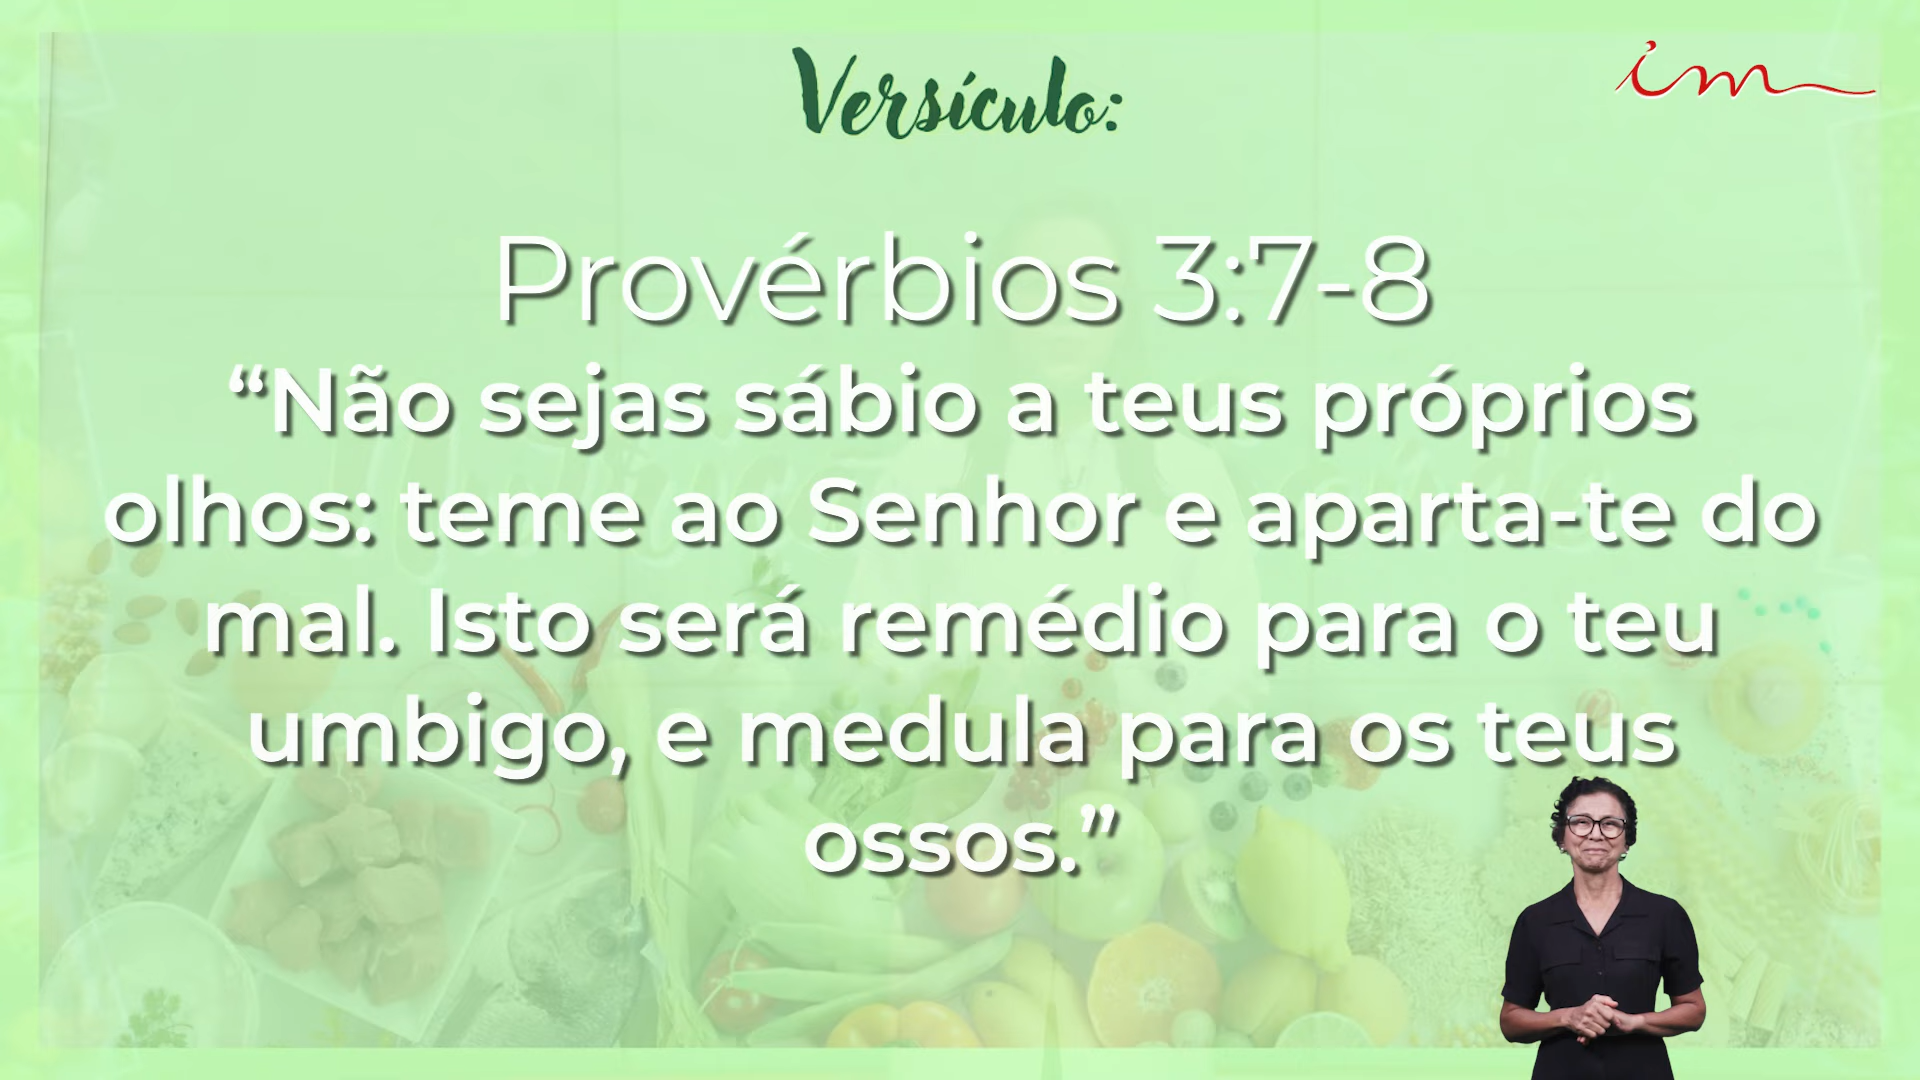 Versículo:
im
Provérbios 3:7-8
“Não sejas sábio a teus próprios
olhos: teme ao Senhor e aparta-te do
mal. Isto será remédio para o teu
umbigo, e medula para os teus
ossos.”